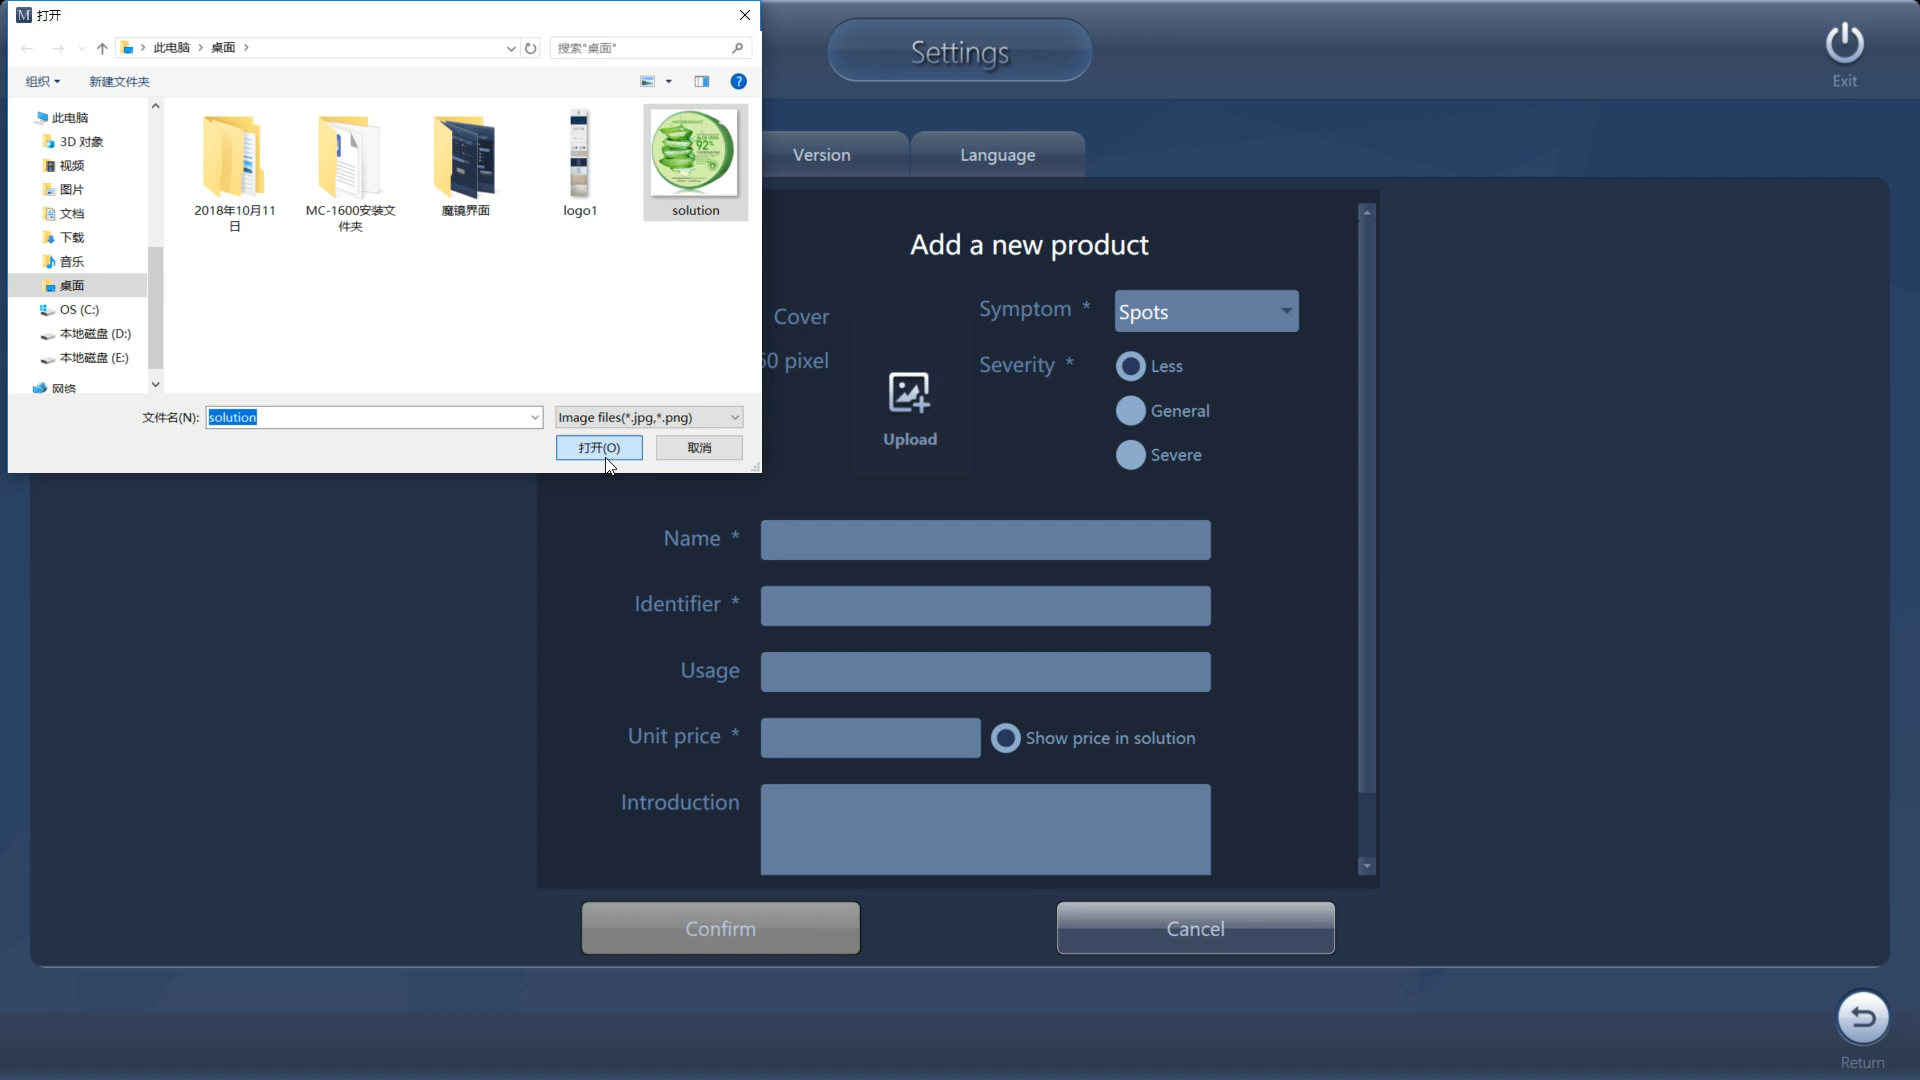 打开
此电脑 > 桌面 >
搜索"桌面"
组织
新建文件夹
此电脑
3D 对象
视频
图片
文档
下载
音乐
桌面
OS (C:)
本地磁盘 (D:)
本地磁盘 (E:)
网络
2018年10月11
日
MC-1600安装文
件夹
魔镜界面
logo1
92%
solution
文件名(N):
solution
Image files(*.jpg,*.png)
打开(O)
取消
Settings
Exit
Version
Language
Add a new product
Cover
60 pixel
Upload
Symptom *
Spots
Severity *
Less
General
Severe
Name *
Identifier *
Usage
Unit price *
Show price in solution
Introduction
Confirm
Cancel
Return